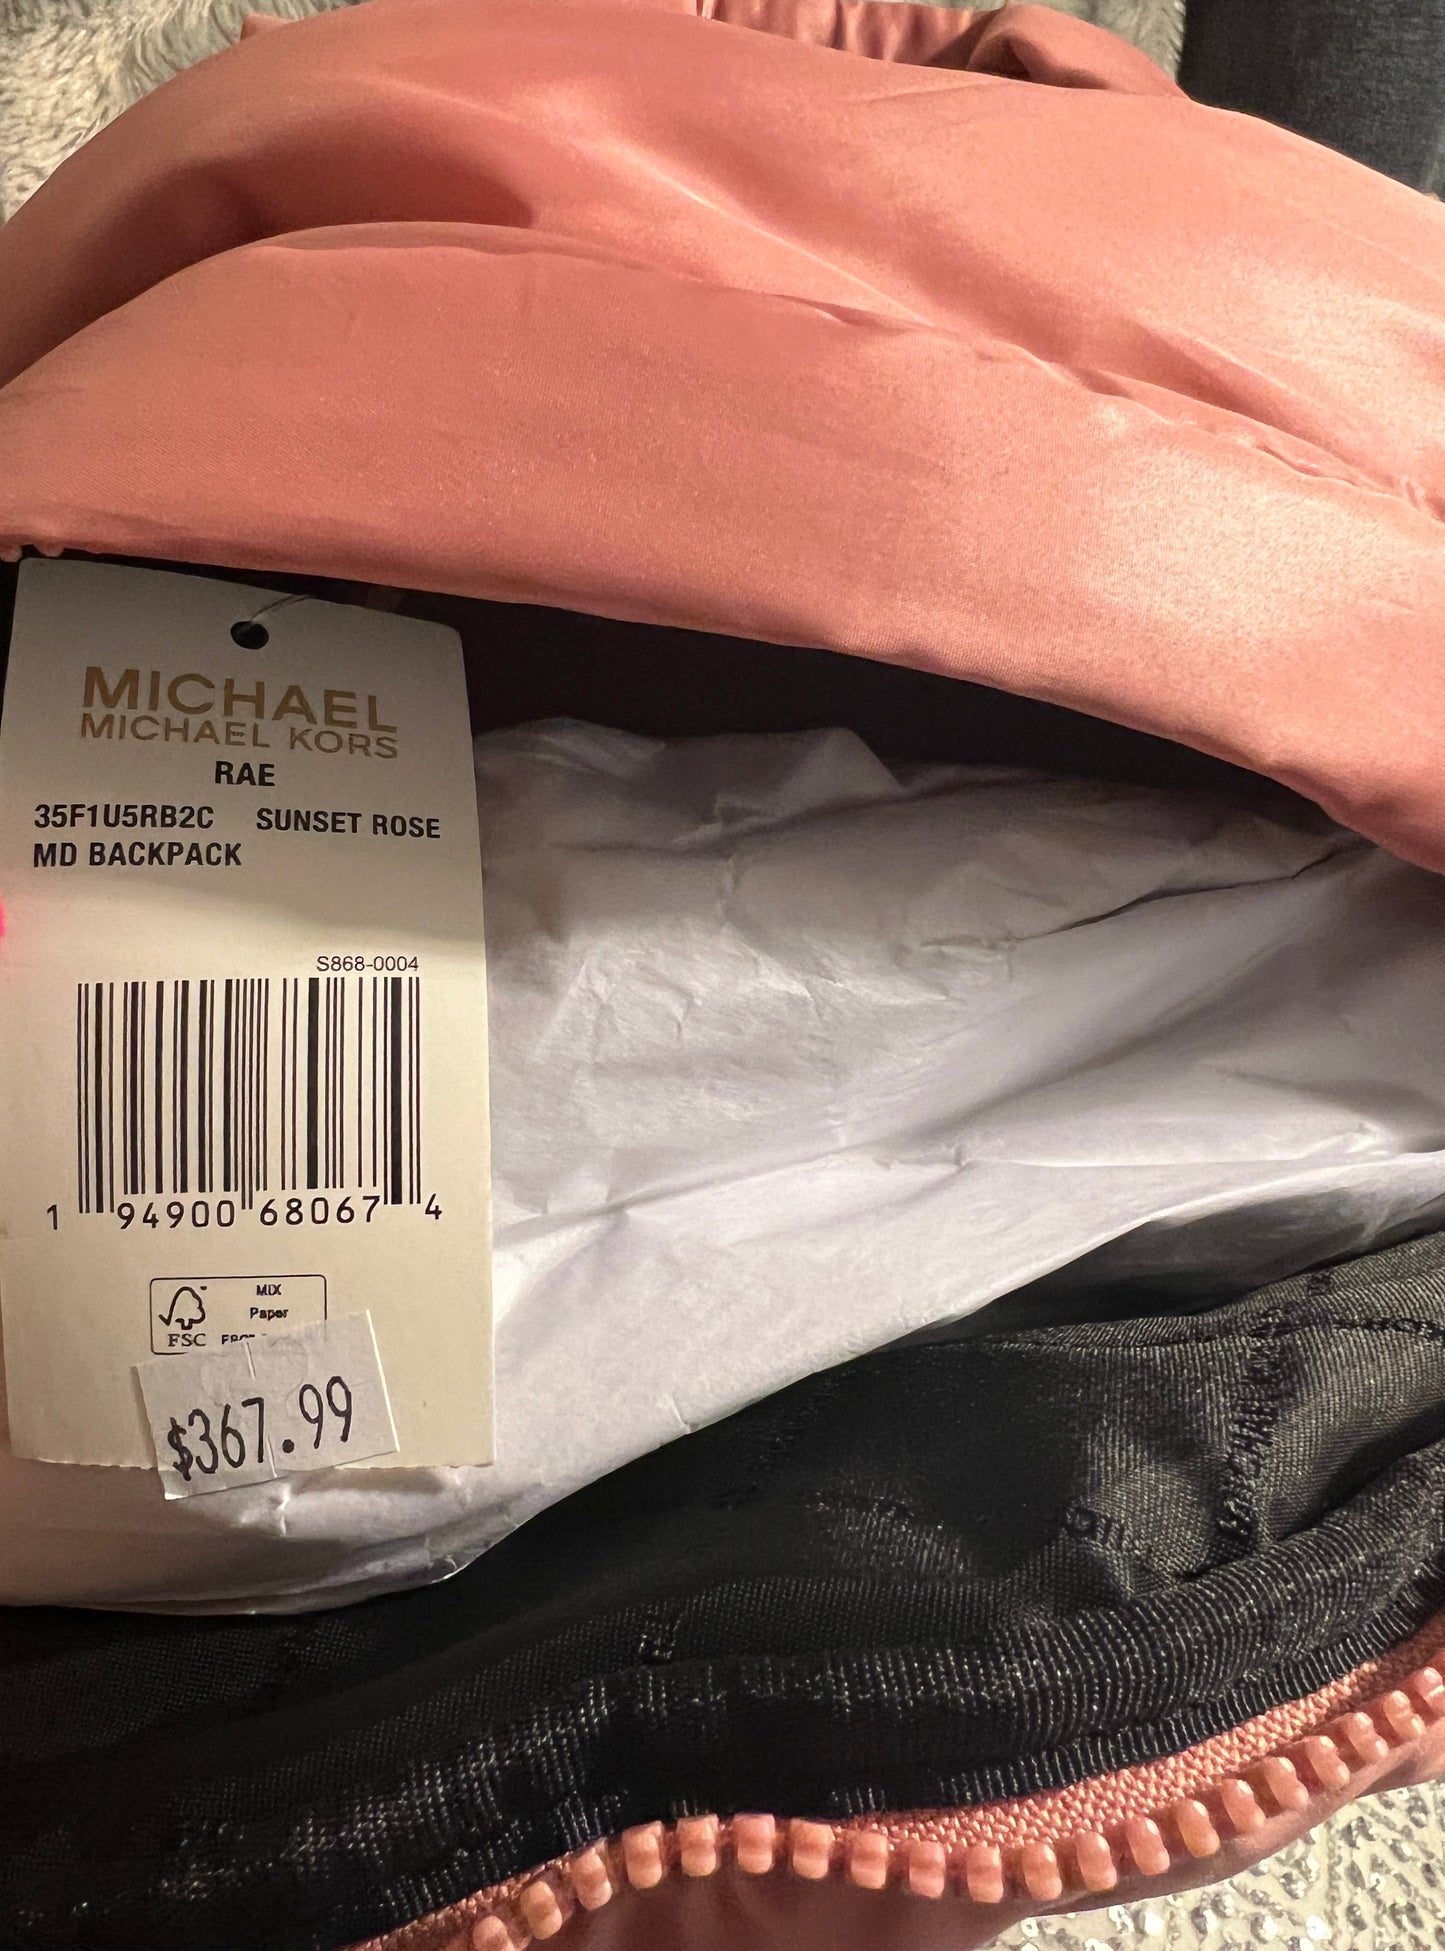 MICHAEL
MICHAEL KORS
RAE
35F1U5RB2C SUNSET ROSE
MD BACKPACK
S868-0004
1 94900 68067 4
MIX
Paper
FSC
$367.99